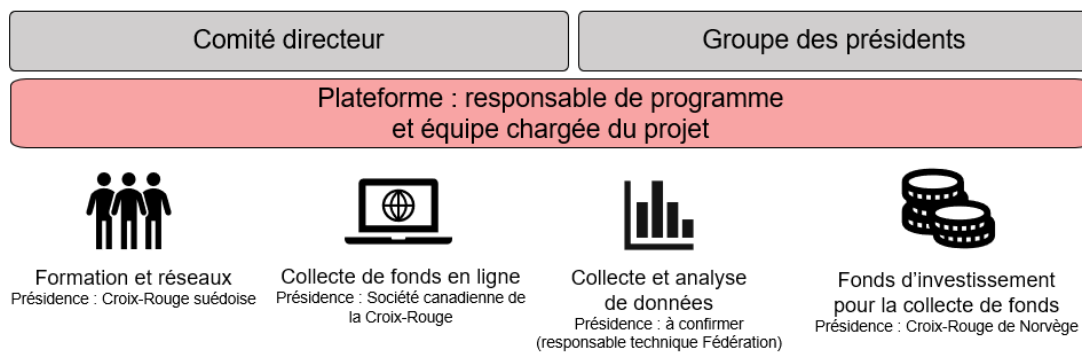 Comité directeur
Groupe des présidents
Plateforme : responsable de programme
et équipe chargée du projet
Formation et réseaux
Présidence : Croix-Rouge suédoise
Collecte de fonds en ligne
Présidence : Société canadienne de
la Croix-Rouge
Collecte et analyse
de données
Présidence : à confirmer
(responsable technique Fédération)
Fonds d’investissement
pour la collecte de fonds
Présidence : Croix-Rouge de Norvège